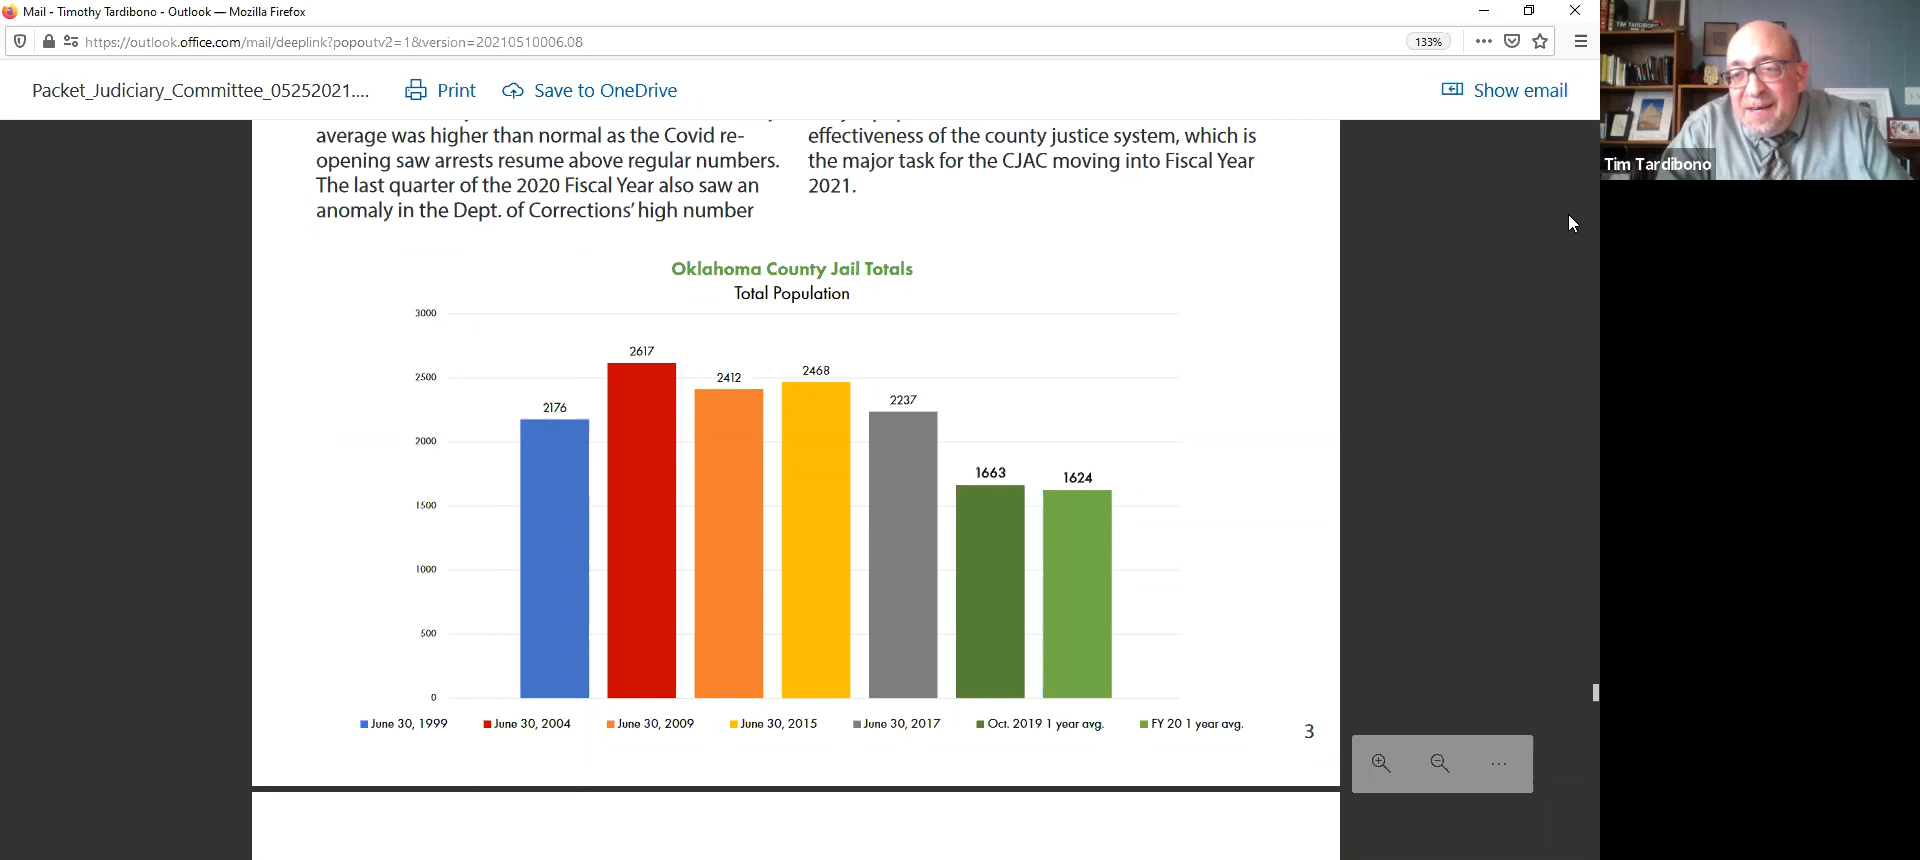 Mail - Timothy Tardibono - Outlook — Mozilla Firefox
https://outlook.office.com/mail/deeplink?popoutv2=1&version=20210510006.08
133%
Packet_Judiciary_Committee_05252021....
Print
Save to OneDrive
Show email
TIM TARDIBONO
Tim Tardibono
average was higher than normal as the Covid re-
opening saw arrests resume above regular numbers.
The last quarter of the 2020 Fiscal Year also saw an
anomaly in the Dept. of Corrections' high number
effectiveness of the county justice system, which is
the major task for the CJAC moving into Fiscal Year
2021.
Oklahoma County Jail Totals
Total Population
3000
2500
2000
1500
1000
500
0
2176
2617
2412
2468
2237
1663
1624
June 30, 1999
June 30, 2004
June 30, 2009
June 30, 2015
June 30, 2017
Oct. 2019 1 year avg.
FY 20 1 year avg.
3